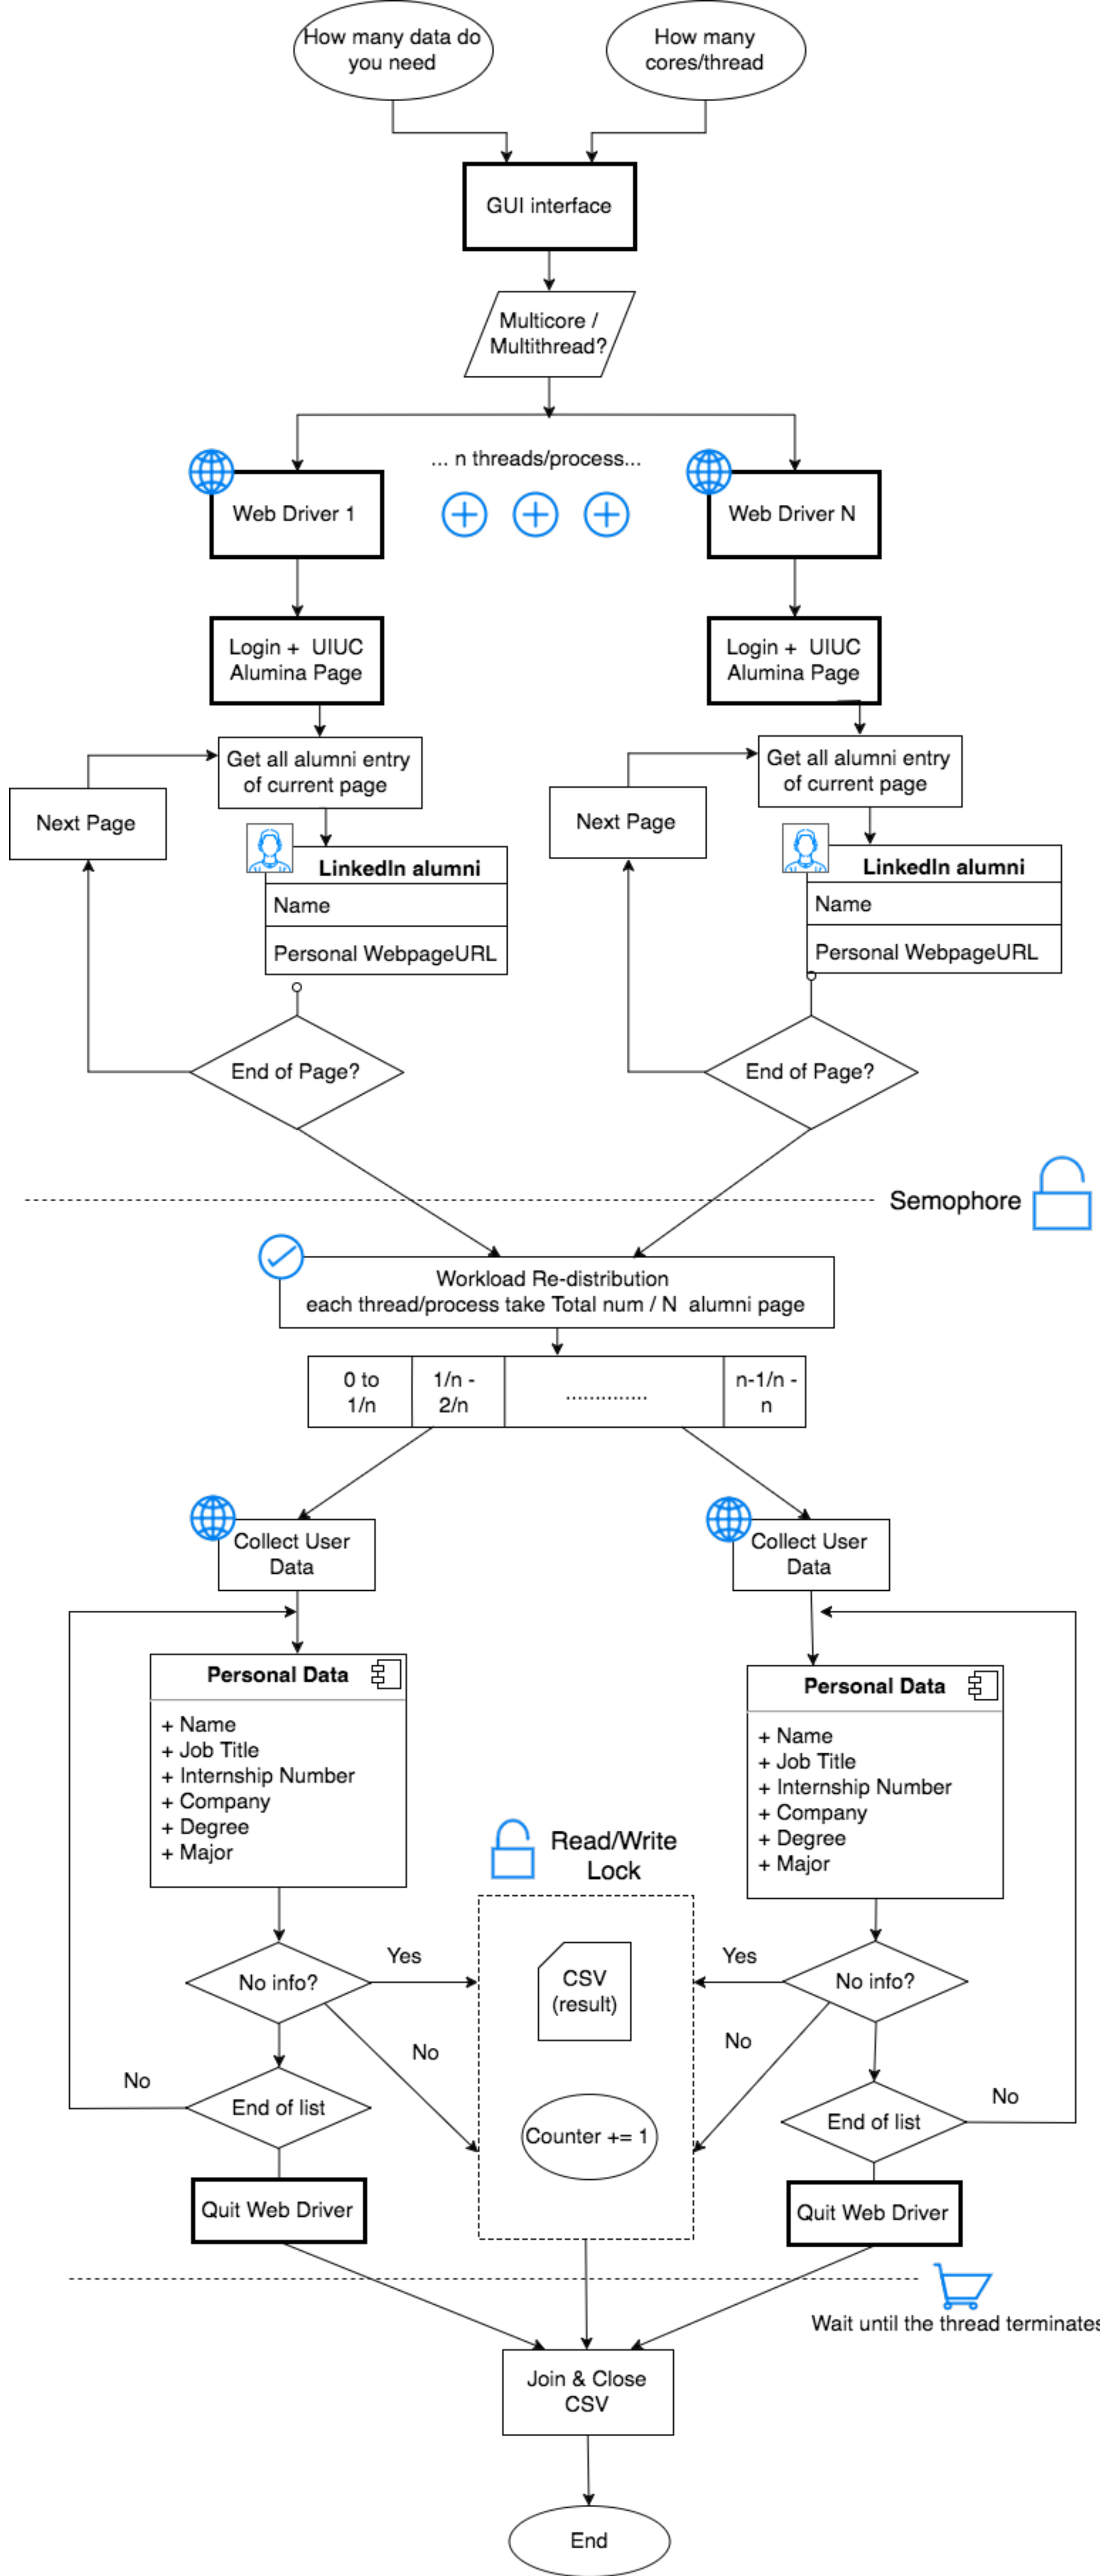 How many data do
you need
How many
cores/thread
GUI interface
Multicore /
Multithread?
... n threads/process...
Web Driver 1
Web Driver N
Login +  UIUC
Alumina Page
Login +  UIUC
Alumina Page
Get all alumni entry
of current page
Get all alumni entry
of current page
Next Page
Next Page
LinkedIn alumni
Name
Personal WebpageURL
LinkedIn alumni
Name
Personal WebpageURL
End of Page?
End of Page?
Semophore
Workload Re-distribution
each thread/process take Total num / N  alumni page
0 to
1/n
1/n -
2/n
..............
n-1/n -
n
Collect User
Data
Collect User
Data
Personal Data
+ Name
+ Job Title
+ Internship Number
+ Company
+ Degree
+ Major
Personal Data
+ Name
+ Job Title
+ Internship Number
+ Company
+ Degree
+ Major
Read/Write
Lock
Yes
No info?
No
CSV
(result)
Yes
No info?
No
No
End of list
Counter += 1
No
End of list
Quit Web Driver
Quit Web Driver
Wait until the thread terminates
Join & Close
CSV
End